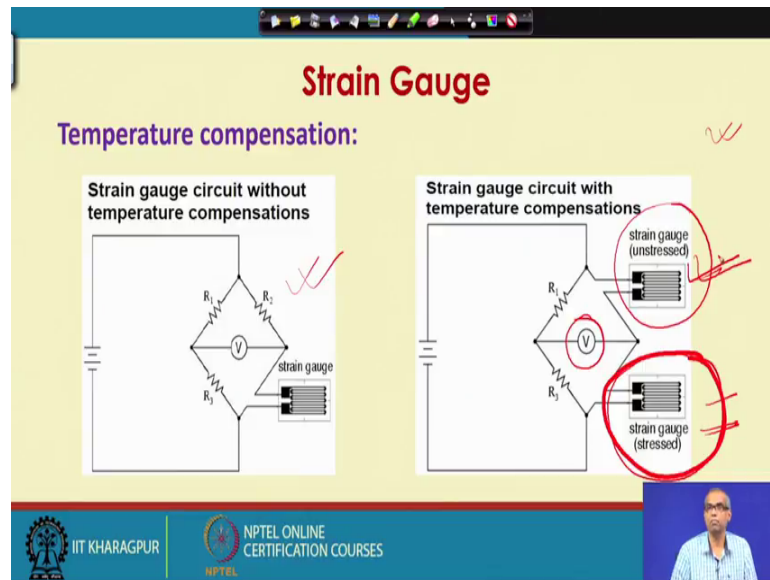 Strain Gauge
Temperature compensation:
Strain gauge circuit without
temperature compensations
R1
R2
V
strain gauge
R3
Strain gauge circuit with
temperature compensations
strain gauge
(unstressed)
R1
V
R3
strain gauge
(stressed)
IIT KHARAGPUR
NPTEL
NPTEL ONLINE
CERTIFICATION COURSES